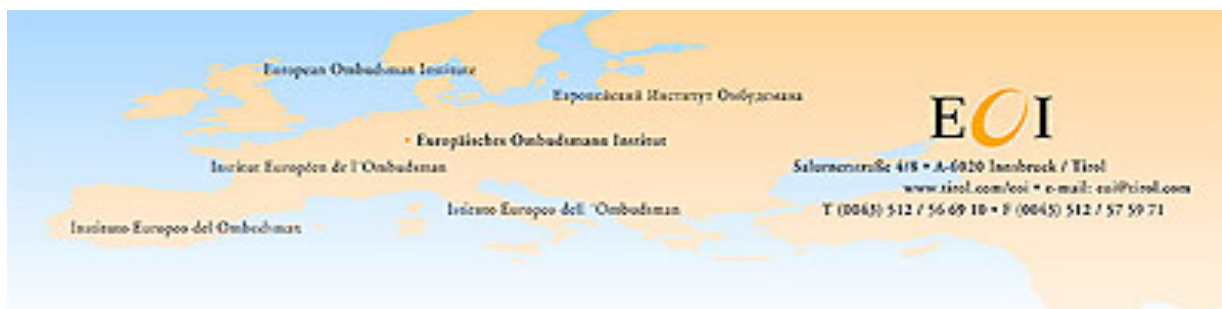 European Ombudsman Institute
Европейский Институт Омбудсмана
Europäisches Ombudsmann Institut
Institut Européen de l'Ombudsman
Istituto Europeo dell 'Ombudsman
Instituto Europeo del Ombudsman
EOI
Salurnerstraße 4/8 • A-6020 Innsbruck / Tirol
www.tirol.com/eoi • e-mail: eoi@tirol.com
T (0043) 512 / 56 69 10 • F (0043) 512 / 57 59 71